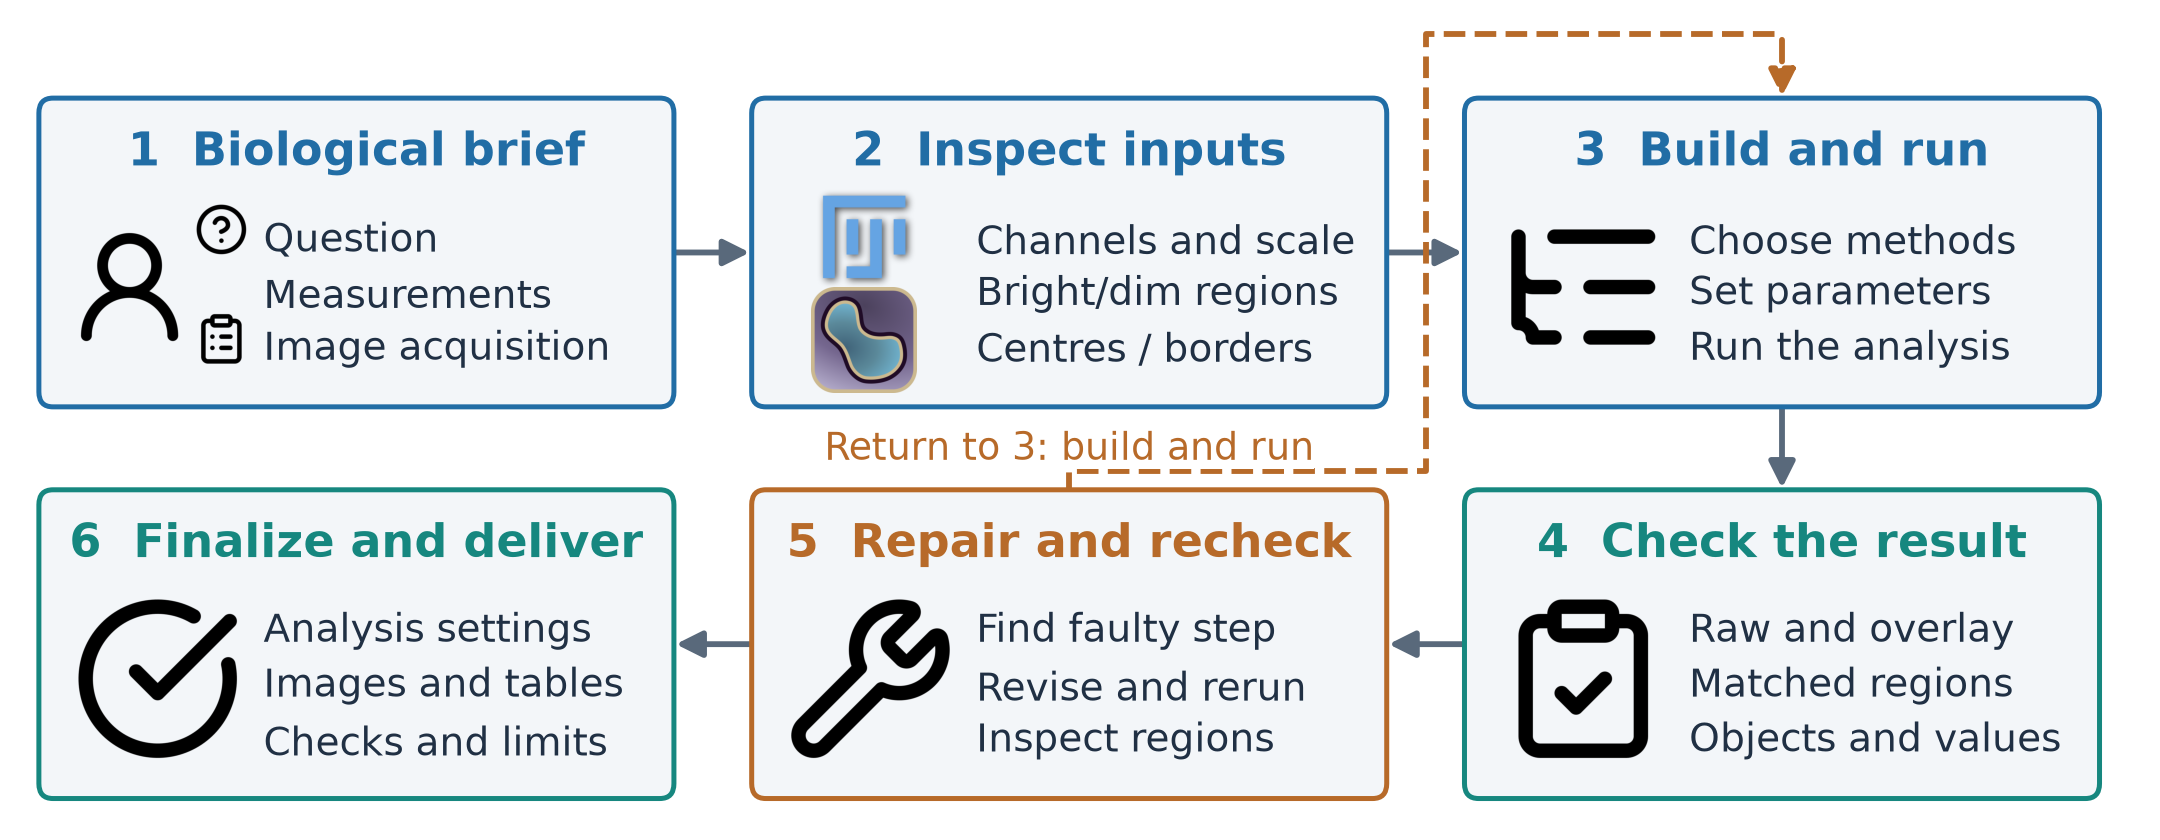 1 Biological brief
Question
Measurements
Image acquisition
2 Inspect inputs
Channels and scale
Bright/dim regions
Centres / borders
3 Build and run
Choose methods
Set parameters
Run the analysis
Return to 3: build and run
4 Check the result
Raw and overlay
Matched regions
Objects and values
5 Repair and recheck
Find faulty step
Revise and rerun
Inspect regions
6 Finalize and deliver
Analysis settings
Images and tables
Checks and limits